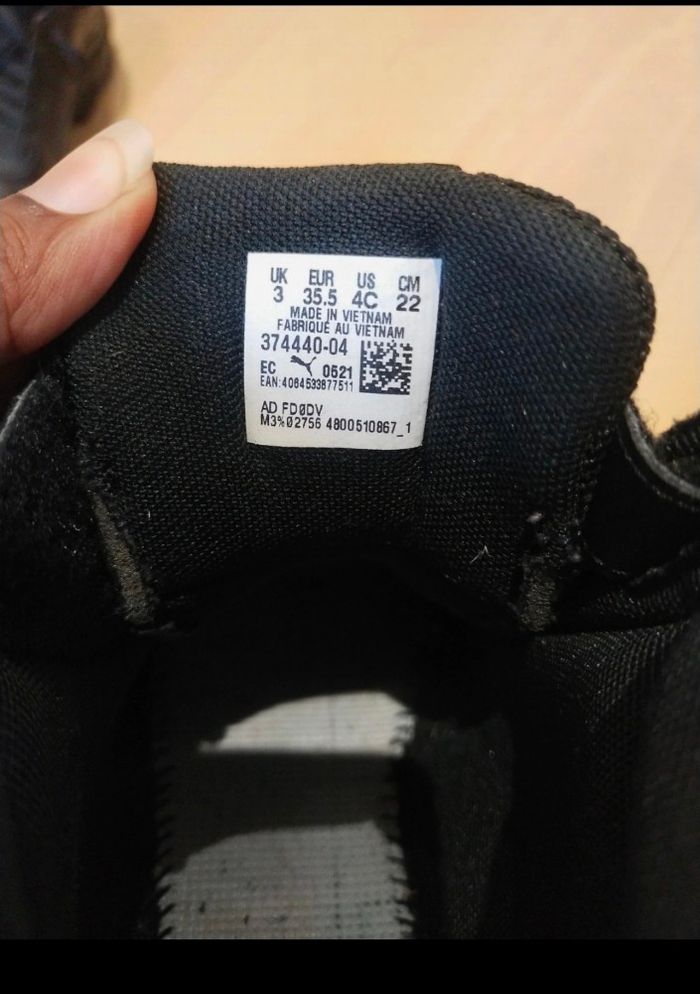 UK EUR US CM
3 35.5 4C 22
MADE IN VIETNAM
FABRIQUÉ AU VIETNAM
374440-04
EC 0521
EAN:4064533877511
AD FD0DV
M3%02756 4800510867_1